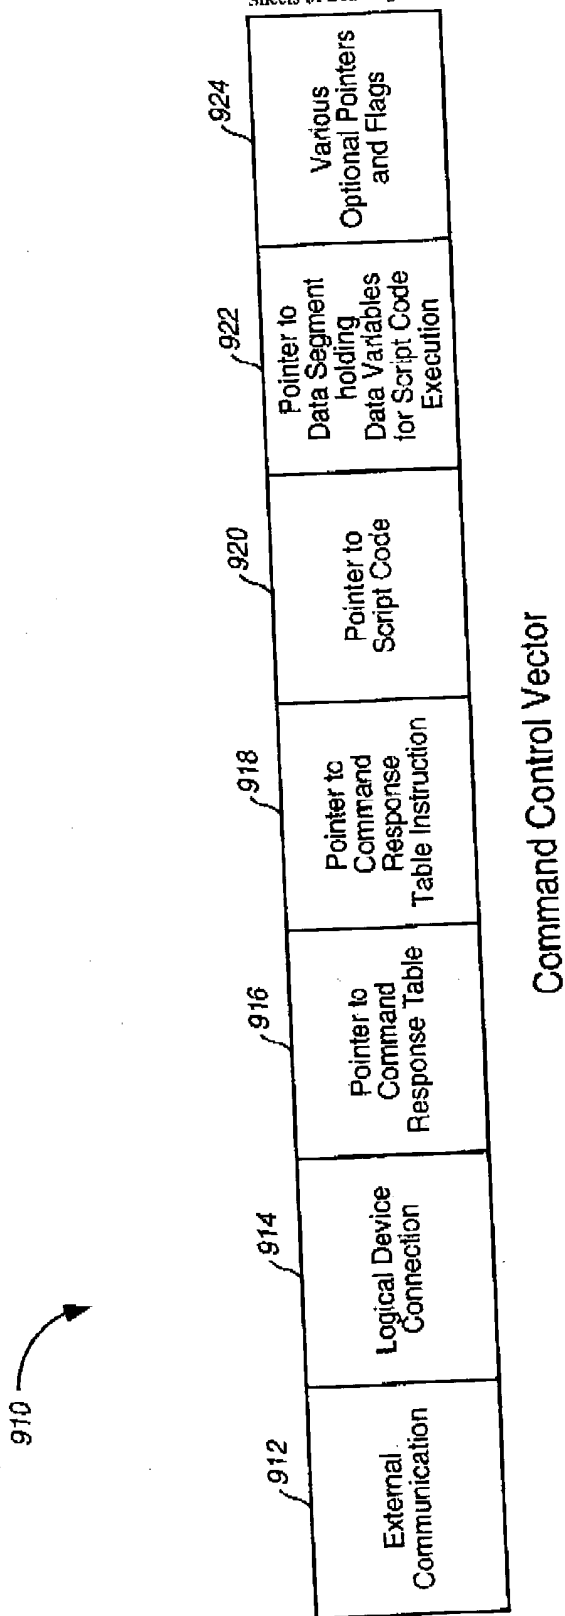 910
912
External
Communication
914
Logical Device
Connection
916
Pointer to
Command
Response Table
918
Pointer to
Command
Response
Table Instruction
920
Pointer to
Script Code
922
Pointer to
Data Segment
holding
Data Variables
for Script Code
Execution
924
Various
Optional Pointers
and Flags
Command Control Vector